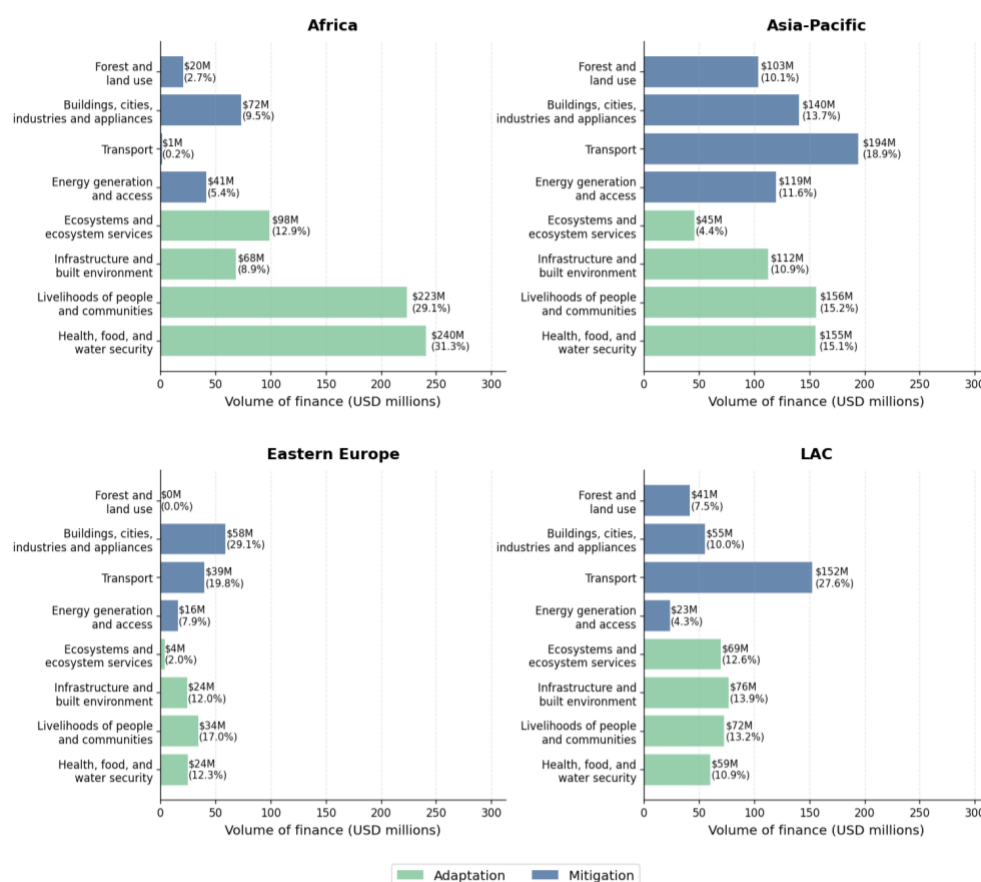 Africa
Forest and
land use
$20M
(2.7%)
Buildings, cities,
industries and appliances
$72M
(9.5%)
Transport
$1M
(0.2%)
Energy generation
and access
$41M
(5.4%)
Ecosystems and
ecosystem services
$98M
(12.9%)
Infrastructure and
built environment
$68M
(8.9%)
Livelihoods of people
and communities
$223M
(29.1%)
Health, food, and
water security
$240M
(31.3%)
0 50 100 150 200 250 300
Volume of finance (USD millions)
Asia-Pacific
Forest and
land use
$103M
(10.1%)
Buildings, cities,
industries and appliances
$140M
(13.7%)
Transport
$194M
(18.9%)
Energy generation
and access
$119M
(11.6%)
Ecosystems and
ecosystem services
$45M
(4.4%)
Infrastructure and
built environment
$112M
(10.9%)
Livelihoods of people
and communities
$156M
(15.2%)
Health, food, and
water security
$155M
(15.1%)
0 50 100 150 200 250 300
Volume of finance (USD millions)
Eastern Europe
Forest and
land use
$0M
(0.0%)
Buildings, cities,
industries and appliances
$58M
(29.1%)
Transport
$39M
(19.8%)
Energy generation
and access
$16M
(7.9%)
Ecosystems and
ecosystem services
$4M
(2.0%)
Infrastructure and
built environment
$24M
(12.0%)
Livelihoods of people
and communities
$34M
(17.0%)
Health, food, and
water security
$24M
(12.3%)
0 50 100 150 200 250 300
Volume of finance (USD millions)
LAC
Forest and
land use
$41M
(7.5%)
Buildings, cities,
industries and appliances
$55M
(10.0%)
Transport
$152M
(27.6%)
Energy generation
and access
$23M
(4.3%)
Ecosystems and
ecosystem services
$69M
(12.6%)
Infrastructure and
built environment
$76M
(13.9%)
Livelihoods of people
and communities
$72M
(13.2%)
Health, food, and
water security
$59M
(10.9%)
0 50 100 150 200 250 300
Volume of finance (USD millions)
Adaptation Mitigation